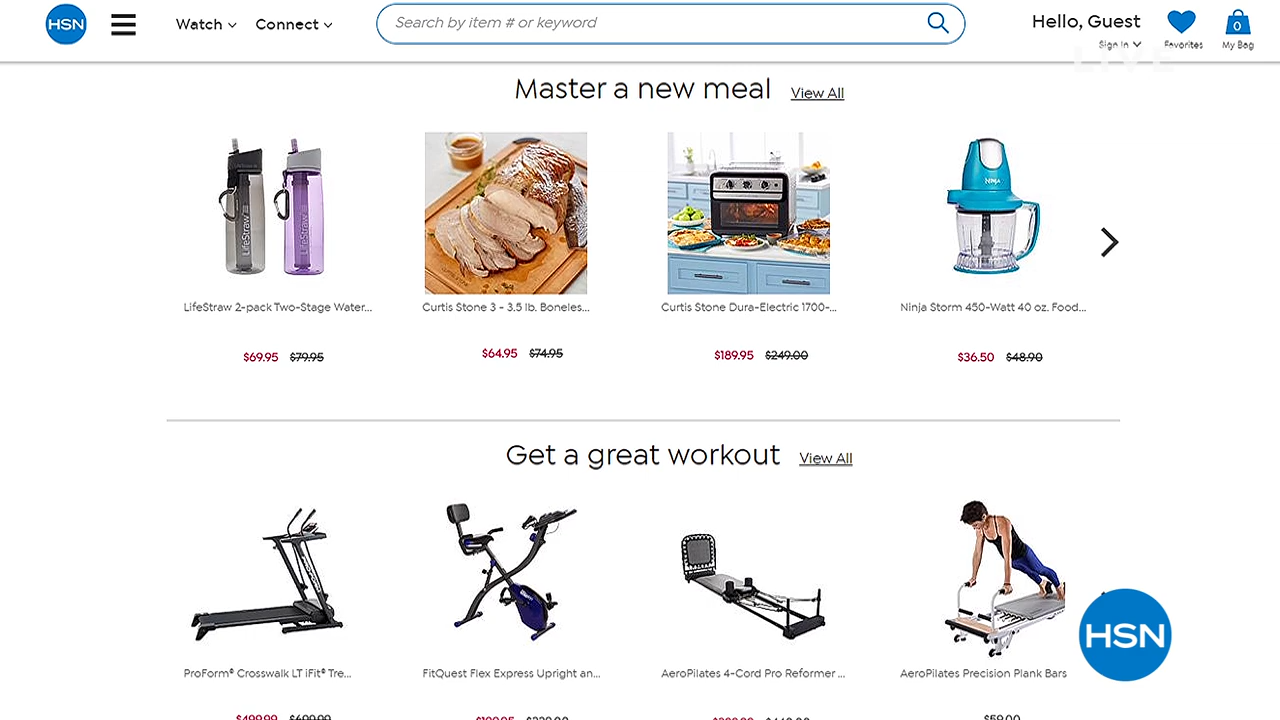 HSN
Watch
Connect
Search by item # or keyword
Hello, Guest
Sign In
Favorites
0
My Bag
LIVE
Master a new meal
View All
LifeStraw
LifeStraw
NINJA
LifeStraw 2-pack Two-Stage Water...
Curtis Stone 3 - 3.5 lb. Boneles...
Curtis Stone Dura-Electric 1700-...
Ninja Storm 450-Watt 40 oz. Food...
$69.95 $79.95
$64.95 $74.95
$189.95 $249.00
$36.50 $48.90
Get a great workout
View All
HSN
ProForm® Crosswalk LT iFit® Tre...
FitQuest Flex Express Upright an...
AeroPilates 4-Cord Pro Reformer ...
AeroPilates Precision Plank Bars
$499.99
$59.00